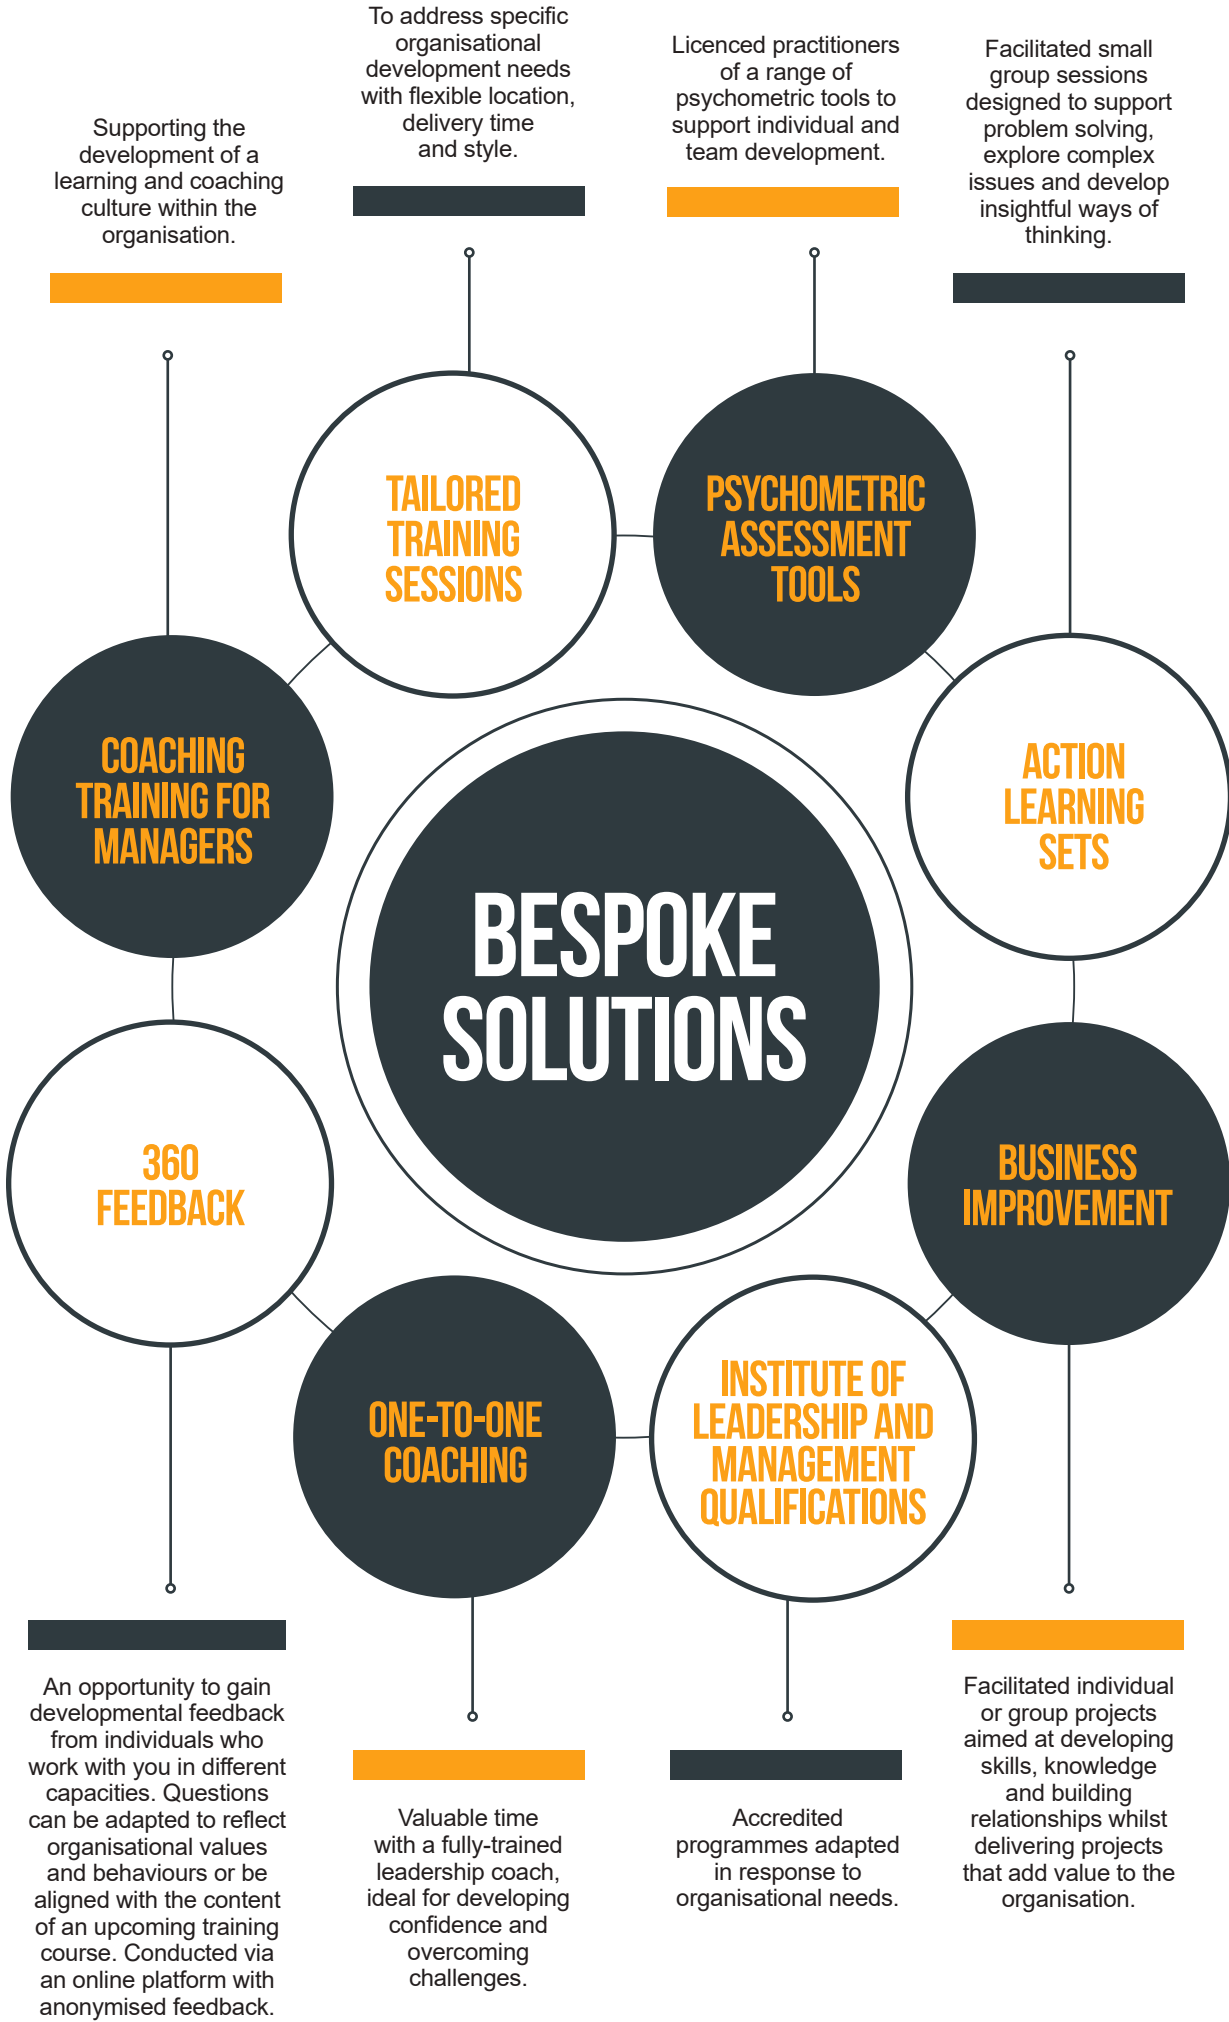 Supporting the
development of a
learning and coaching
culture within the
organisation.
To address specific
organisational
development needs
with flexible location,
delivery time
and style.
Licenced practitioners
of a range of
psychometric tools to
support individual and
team development.
Facilitated small
group sessions
designed to support
problem solving,
explore complex
issues and develop
insightful ways of
thinking.
TAILORED
TRAINING
SESSIONS
PSYCHOMETRIC
ASSESSMENT
TOOLS
COACHING
TRAINING FOR
MANAGERS
ACTION
LEARNING
SETS
BESPOKE
SOLUTIONS
360
FEEDBACK
BUSINESS
IMPROVEMENT
ONE-TO-ONE
COACHING
INSTITUTE OF
LEADERSHIP AND
MANAGEMENT
QUALIFICATIONS
An opportunity to gain
developmental feedback
from individuals who
work with you in different
capacities. Questions
can be adapted to reflect
organisational values
and behaviours or be
aligned with the content
of an upcoming training
course. Conducted via
an online platform with
anonymised feedback.
Valuable time
with a fully-trained
leadership coach,
ideal for developing
confidence and
overcoming
challenges.
Accredited
programmes adapted
in response to
organisational needs.
Facilitated individual
or group projects
aimed at developing
skills, knowledge
and building
relationships whilst
delivering projects
that add value to the
organisation.